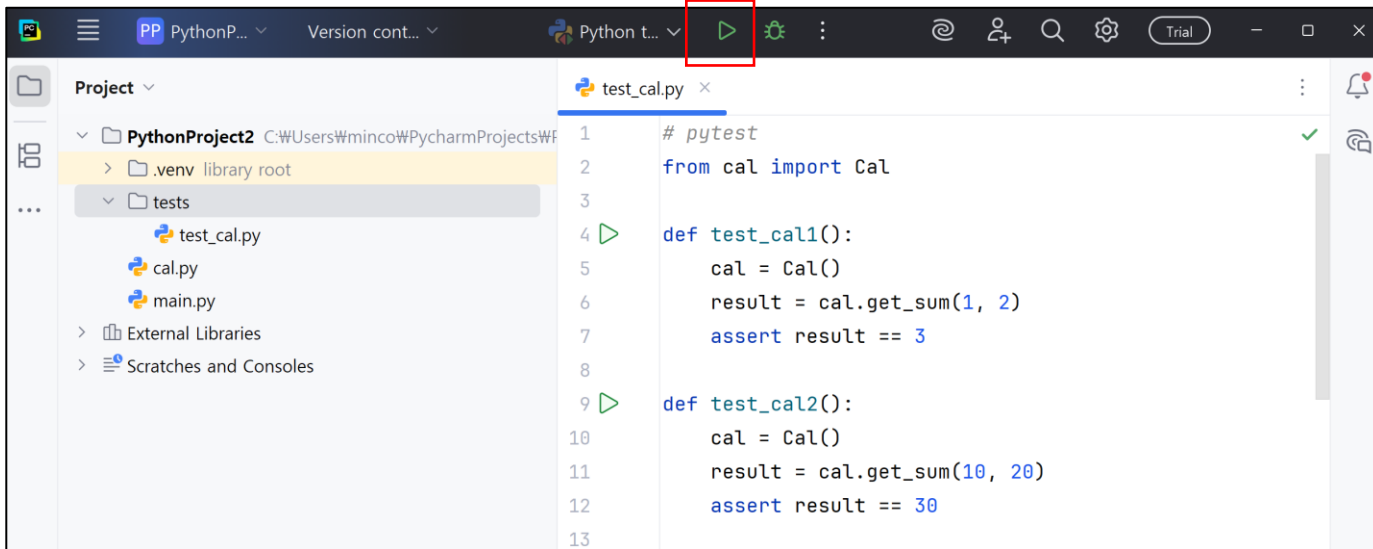 PC PP PythonP... Version cont... Python t... Trial
Project
test_cal.py
PythonProject2 C:₩Users₩minco₩PycharmProjects₩P
.venv library root
tests
test_cal.py
cal.py
main.py
External Libraries
Scratches and Consoles
1 # pytest
2 from cal import Cal
3
4 def test_cal1():
5 cal = Cal()
6 result = cal.get_sum(1, 2)
7 assert result == 3
8
9 def test_cal2():
10 cal = Cal()
11 result = cal.get_sum(10, 20)
12 assert result == 30
13